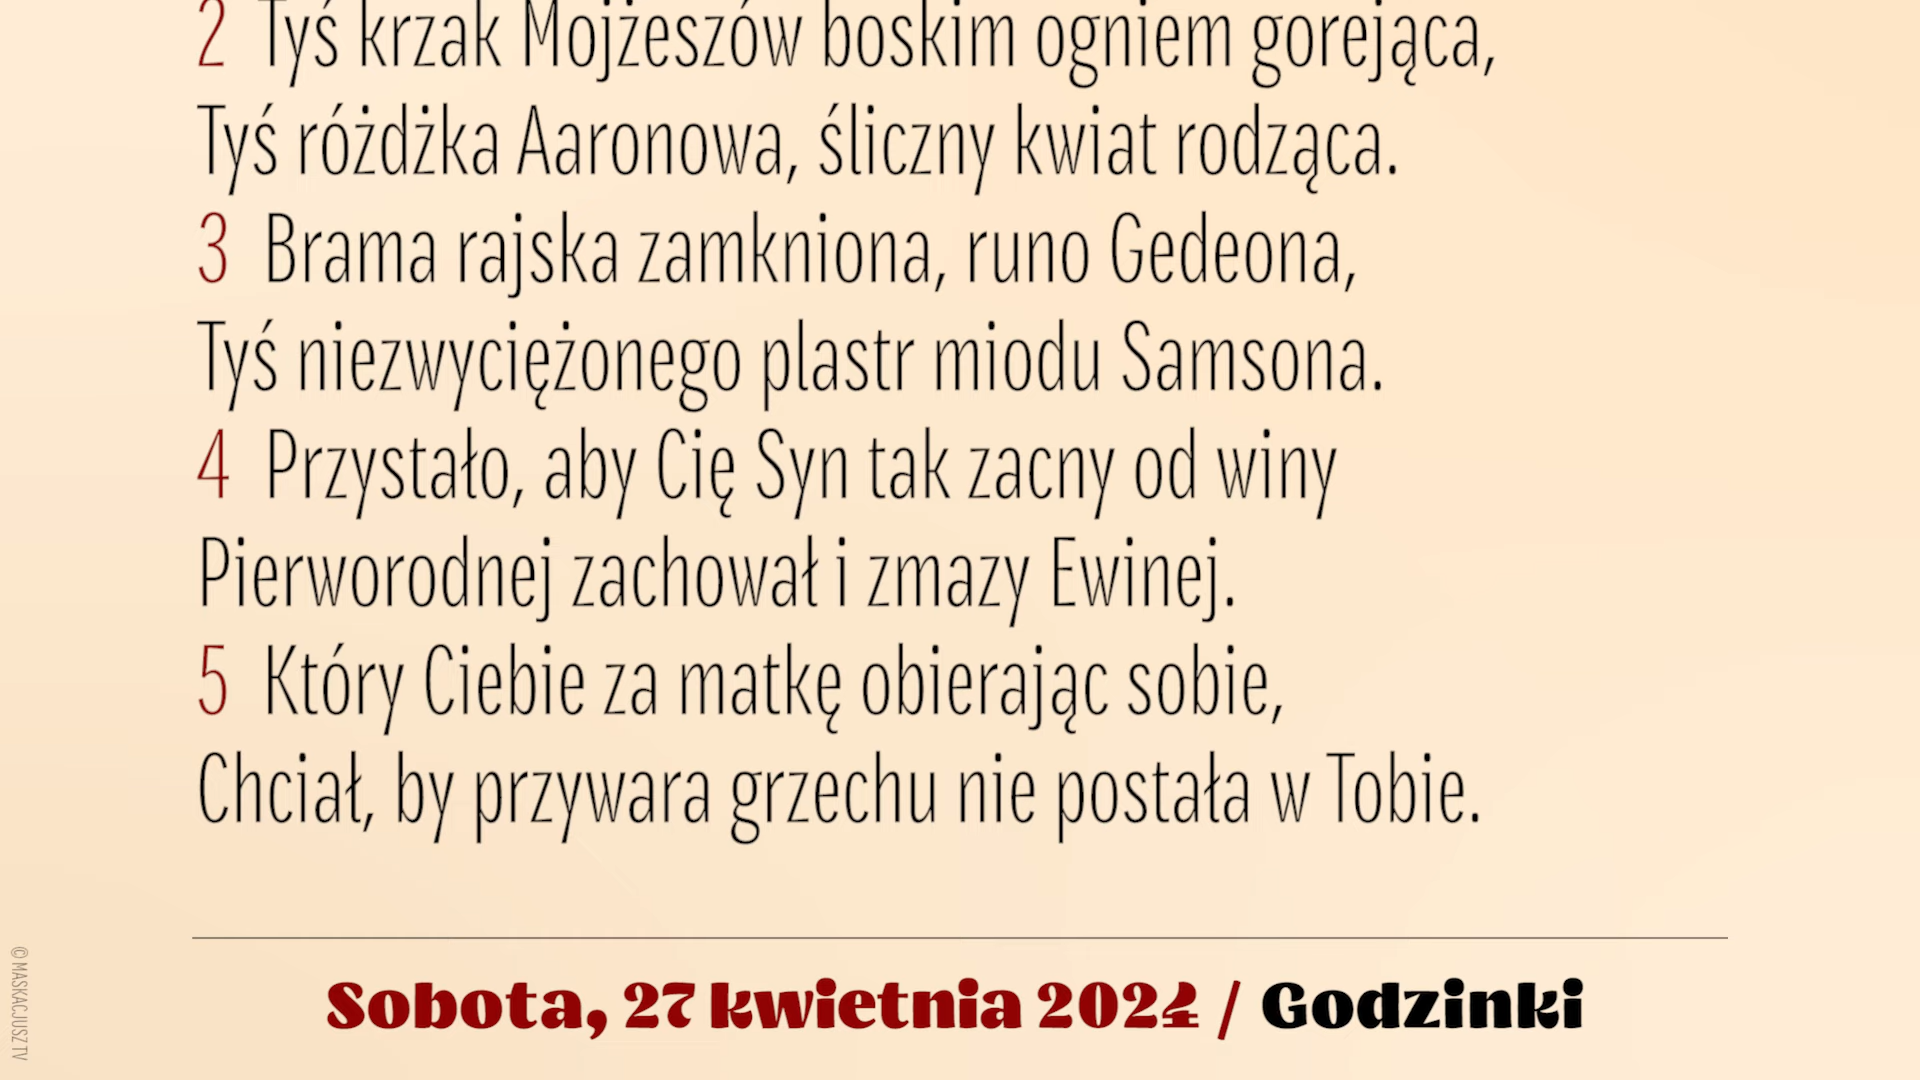 2 Tyś krzak Mojżeszów boskim ogniem gorejąca,
Tyś różdżka Aaronowa, śliczny kwiat rodząca.
3 Brama rajska zamkniona, runo Gedeona,
Tyś niezwyciężonego plastr miodu Samsona.
4 Przystało, aby Cię Syn tak zacny od winy
Pierworodnej zachował i zmazy Ewinej.
5 Który Ciebie za matkę obierając sobie,
Chciał, by przywara grzechu nie postała w Tobie.
Sobota, 27 kwietnia 2024 / Godzinki
© MASKACJUSZ TV